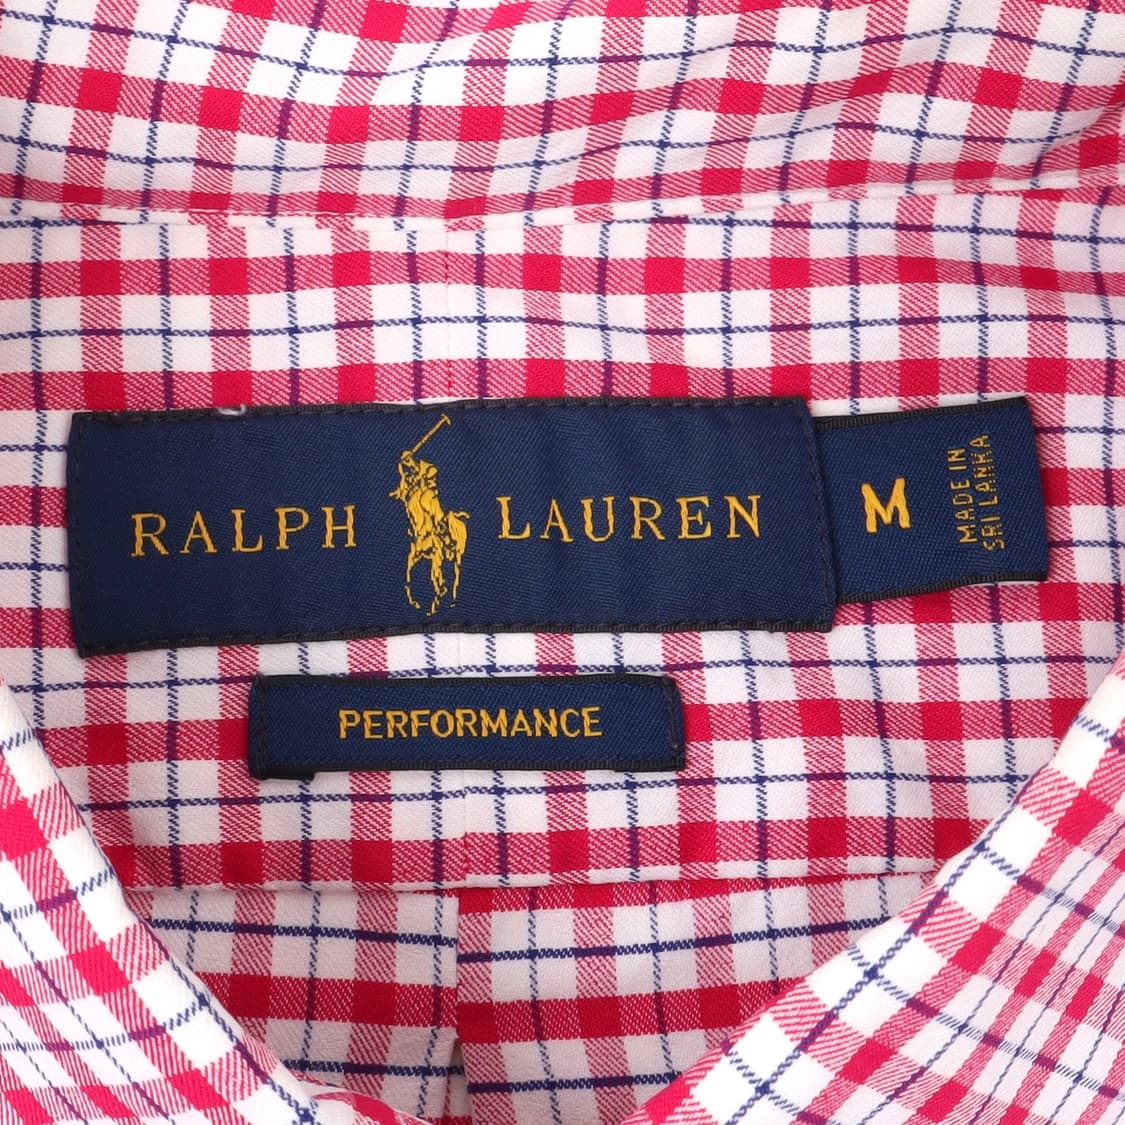 RALPH LAUREN
M
MADE IN
SRI LANKA
PERFORMANCE